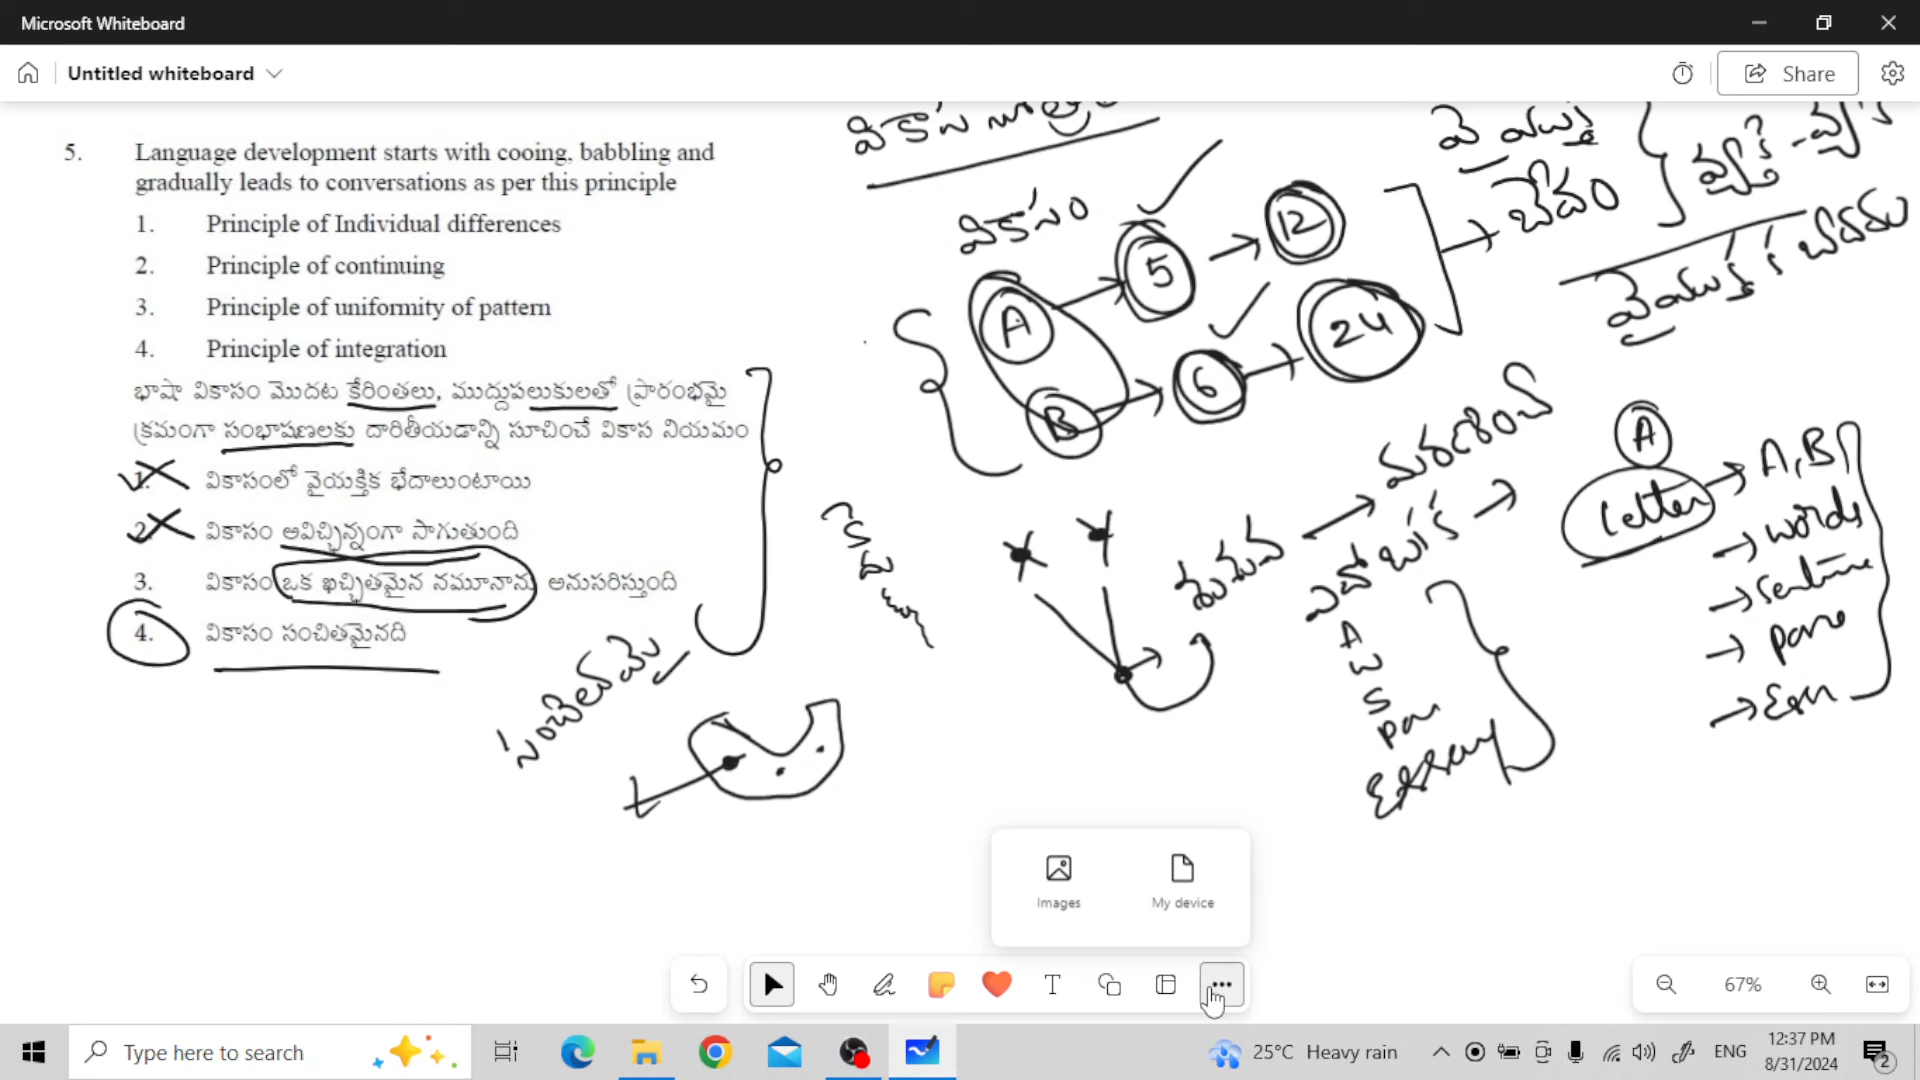 Microsoft Whiteboard
Untitled whiteboard
Share
5. Language development starts with cooing, babbling and
gradually leads to conversations as per this principle
1. Principle of Individual differences
2. Principle of continuing
3. Principle of uniformity of pattern
4. Principle of integration
భాషా వికాసం మొదట కేరింతలు, ముద్దుపలుకులతో ప్రారంభమై
క్రమంగా సంభాషణలకు దారితీయడాన్ని సూచించే వికాస నియమం
1. వికాసంలో వైయక్తిక భేదాలుంటాయి
2. వికాసం అవిచ్ఛిన్నంగా సాగుతుంది
3. వికాసం ఒక ఖచ్చితమైన నమూనాను అనుసరిస్తుంది
4. వికాసం సంచితమైనది
వికాసం
A 5 12
B 6 24
భేదం
A
Letter A, B
words
A
W
S
para
Essay
Images
My device
67%
Type here to search
25°C Heavy rain
ENG
12:37 PM
8/31/2024
2